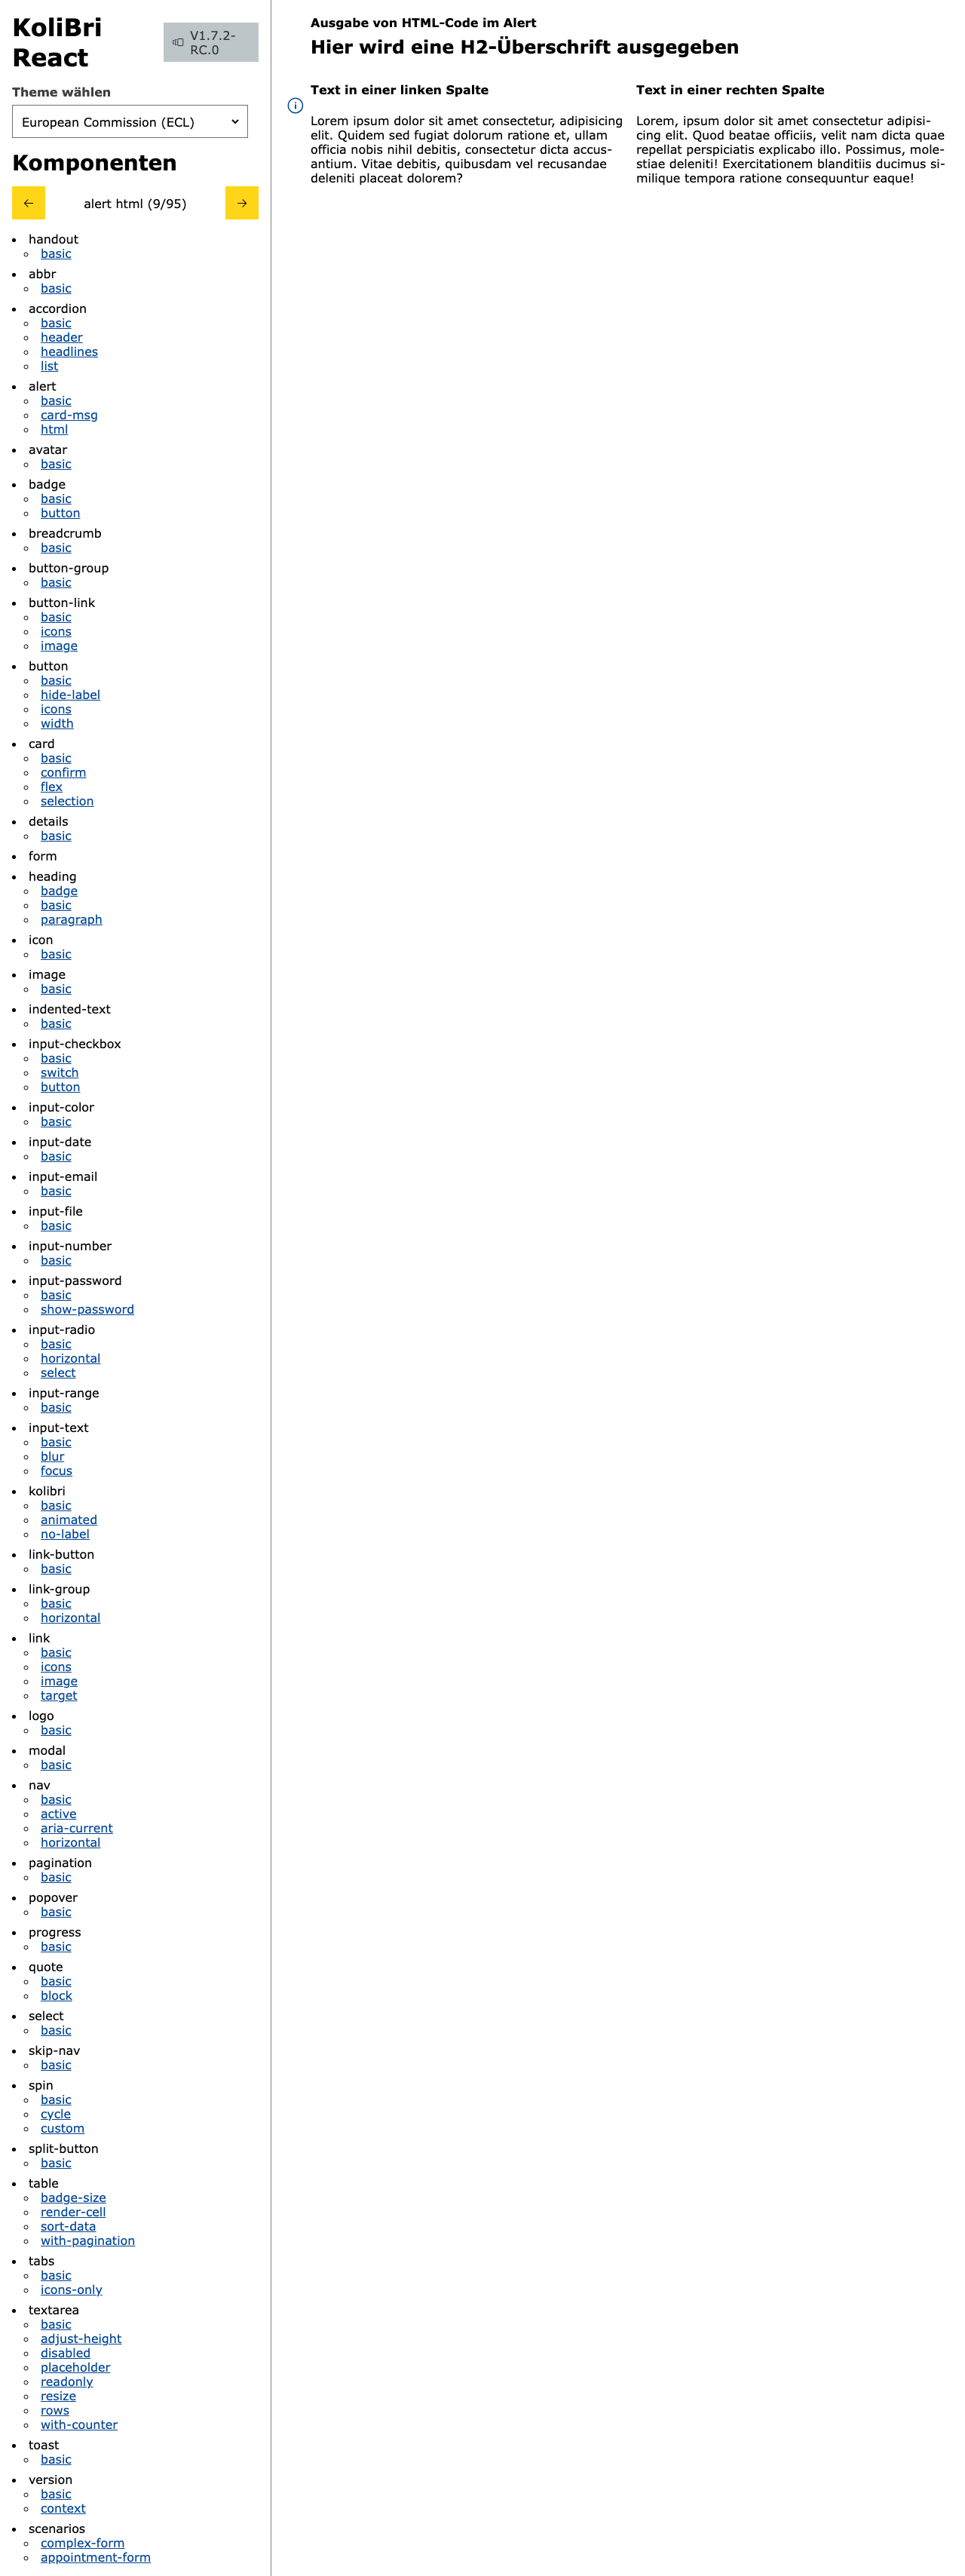 KoliBri
React
V1.7.2-
RC.0
Theme wählen
European Commission (ECL)
Komponenten
alert html (9/95)
handout
basic
abbr
basic
accordion
basic
header
headlines
list
alert
basic
card-msg
html
avatar
basic
badge
basic
button
breadcrumb
basic
button-group
basic
button-link
basic
icons
image
button
basic
hide-label
icons
width
card
basic
confirm
flex
selection
details
basic
form
heading
badge
basic
paragraph
icon
basic
image
basic
indented-text
basic
input-checkbox
basic
switch
button
input-color
basic
input-date
basic
input-email
basic
input-file
basic
input-number
basic
input-password
basic
show-password
input-radio
basic
horizontal
select
input-range
basic
input-text
basic
blur
focus
kolibri
basic
animated
no-label
link-button
basic
link-group
basic
horizontal
link
basic
icons
image
target
logo
basic
modal
basic
nav
basic
active
aria-current
horizontal
pagination
basic
popover
basic
progress
basic
quote
basic
block
select
basic
skip-nav
basic
spin
basic
cycle
custom
split-button
basic
table
badge-size
render-cell
sort-data
with-pagination
tabs
basic
icons-only
textarea
basic
adjust-height
disabled
placeholder
readonly
resize
rows
with-counter
toast
basic
version
basic
context
scenarios
complex-form
appointment-form
Ausgabe von HTML-Code im Alert
Hier wird eine H2-Überschrift ausgegeben
Text in einer linken Spalte
Lorem ipsum dolor sit amet consectetur, adipisicing
elit. Quidem sed fugiat dolorum ratione et, ullam
officia nobis nihil debitis, consectetur dicta accus-
antium. Vitae debitis, quibusdam vel recusandae
deleniti placeat dolorem?
Text in einer rechten Spalte
Lorem, ipsum dolor sit amet consectetur adipisi-
cing elit. Quod beatae officiis, velit nam dicta quae
repellat perspiciatis explicabo illo. Possimus, mole-
stiae deleniti! Exercitationem blanditiis ducimus si-
milique tempora ratione consequuntur eaque!